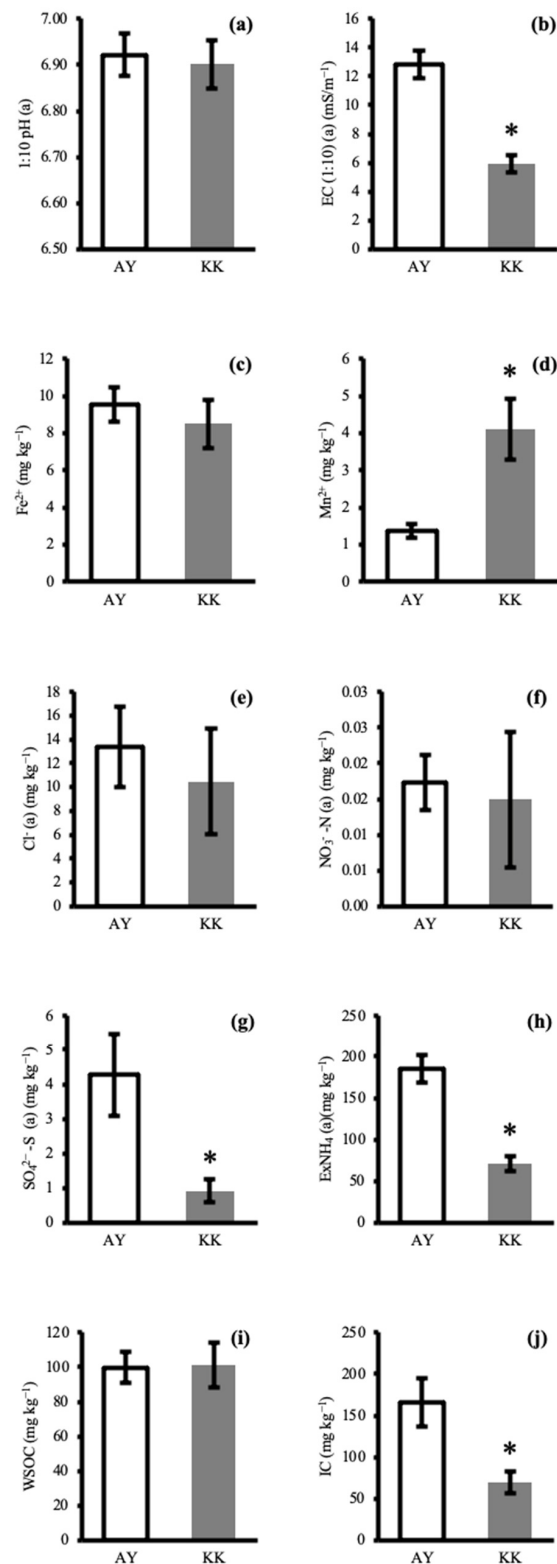 (a)
1:10 pH (a)
7.00
6.90
6.80
6.70
6.60
6.50
AY KK
(b)
EC (1:10) (a) (mS/m⁻¹)
16
14
12
10
8
6
4
2
0
*
AY KK
(c)
Fe²⁺ (mg kg⁻¹)
12
10
8
6
4
2
0
AY KK
(d)
Mn²⁺ (mg kg⁻¹)
6
5
4
3
2
1
0
*
AY KK
(e)
Cl⁻ (a) (mg kg⁻¹)
18
16
14
12
10
8
6
4
2
0
AY KK
(f)
NO₃⁻ -N (a) (mg kg⁻¹)
0.03
0.03
0.02
0.02
0.01
0.01
0.00
AY KK
(g)
SO₄²⁻ -S (a) (mg kg⁻¹)
6
5
4
3
2
1
0
*
AY KK
(h)
ExNH₄ (a)(mg kg⁻¹)
250
200
150
100
50
0
*
AY KK
(i)
WSOC (mg kg⁻¹)
120
100
80
60
40
20
0
AY KK
(j)
IC (mg kg⁻¹)
250
200
150
100
50
0
*
AY KK